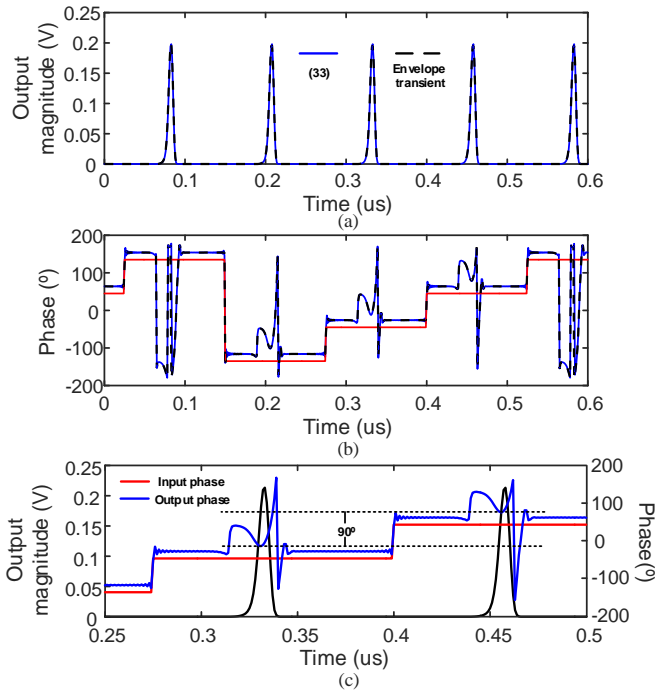 Output
magnitude (V)
0.25
0.2
0.15
0.1
0.05
0
(33)
Envelope
transient
0 0.1 0.2 0.3 0.4 0.5 0.6
Time (us)
(a)
Phase (º)
200
100
0
-100
-200
0 0.1 0.2 0.3 0.4 0.5 0.6
Time (us)
(b)
Output
magnitude (V)
0.25
0.2
0.15
0.1
0.05
0
Input phase
Output phase
90º
200
100
0
-100
-200
Phase(º)
0.25 0.3 0.35 0.4 0.45 0.5
Time (us)
(c)